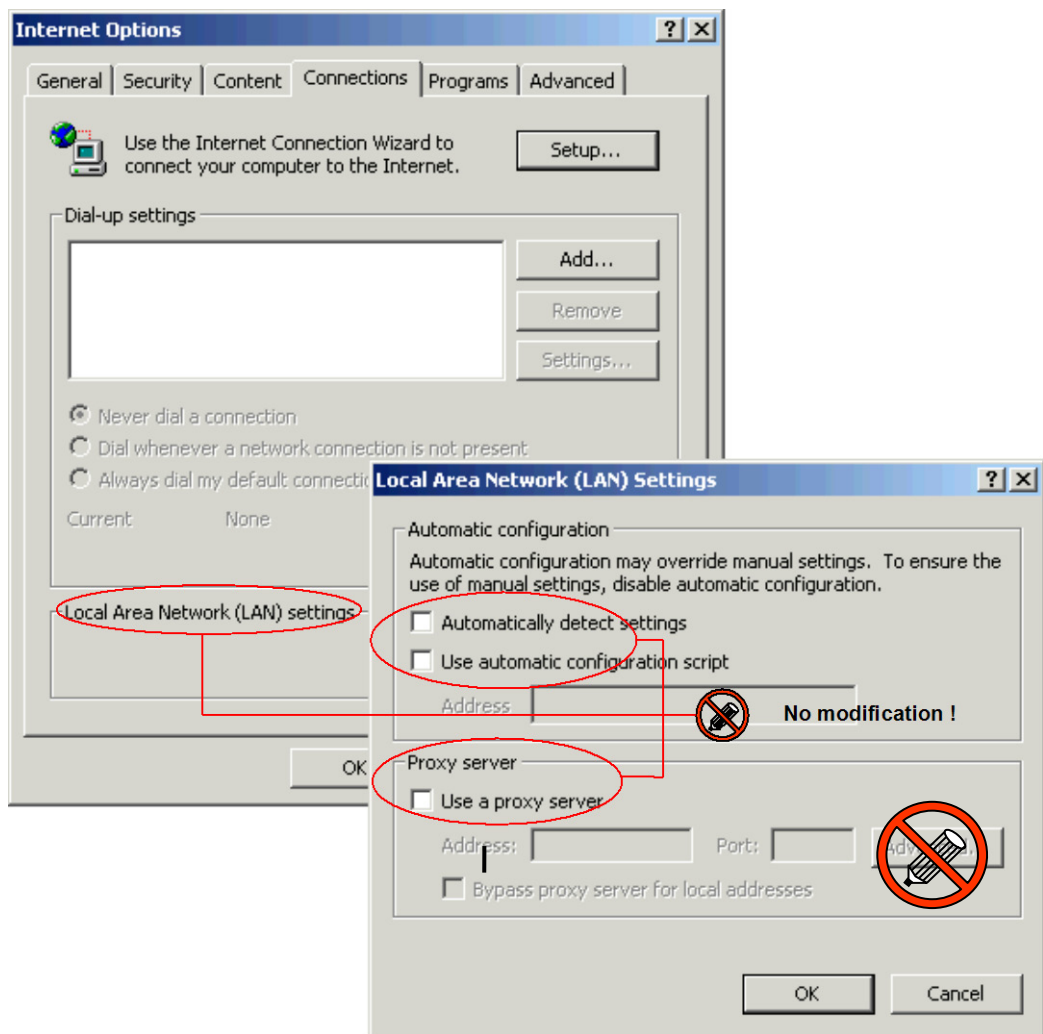 Internet Options
General Security Content Connections Programs Advanced
Use the Internet Connection Wizard to
connect your computer to the Internet.
Setup...
Dial-up settings
Add...
Remove
Settings...
Never dial a connection
Dial whenever a network connection is not present
Always dial my default
Current None
Local Area Network (LAN) settings
OK
Local Area Network (LAN) Settings
Automatic configuration
Automatic configuration may override manual settings. To ensure the
use of manual settings, disable automatic configuration.
Automatically detect settings
Use automatic configuration script
Address
No modification !
Proxy server
Use a proxy server
Address: Port:
Bypass proxy server for local addresses
OK Cancel